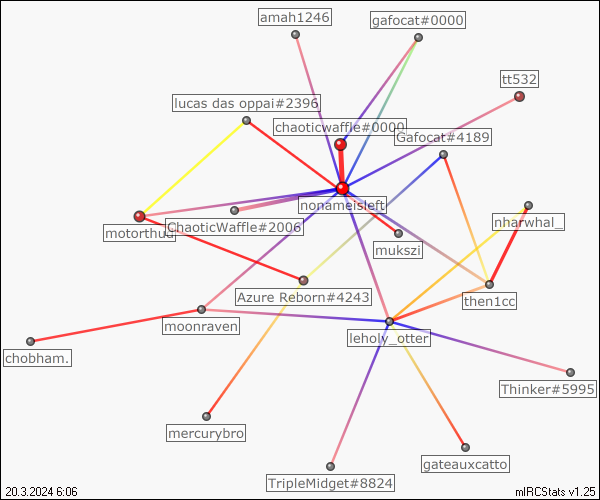 amah1246
gafocat#0000
tt532
lucas das oppai#2396
chaoticwaffle#0000
Gafocat#4189
nonameisleft
nharwhal_
ChaoticWaffle#2006
motorthud
mukszi
Azure Reborn#4243
then1cc
moonraven
leholy_otter
chobham.
Thinker#5995
mercurybro
gateauxcatto
TripleMidget#8824
20.3.2024 6:06
mIRCStats v1.25